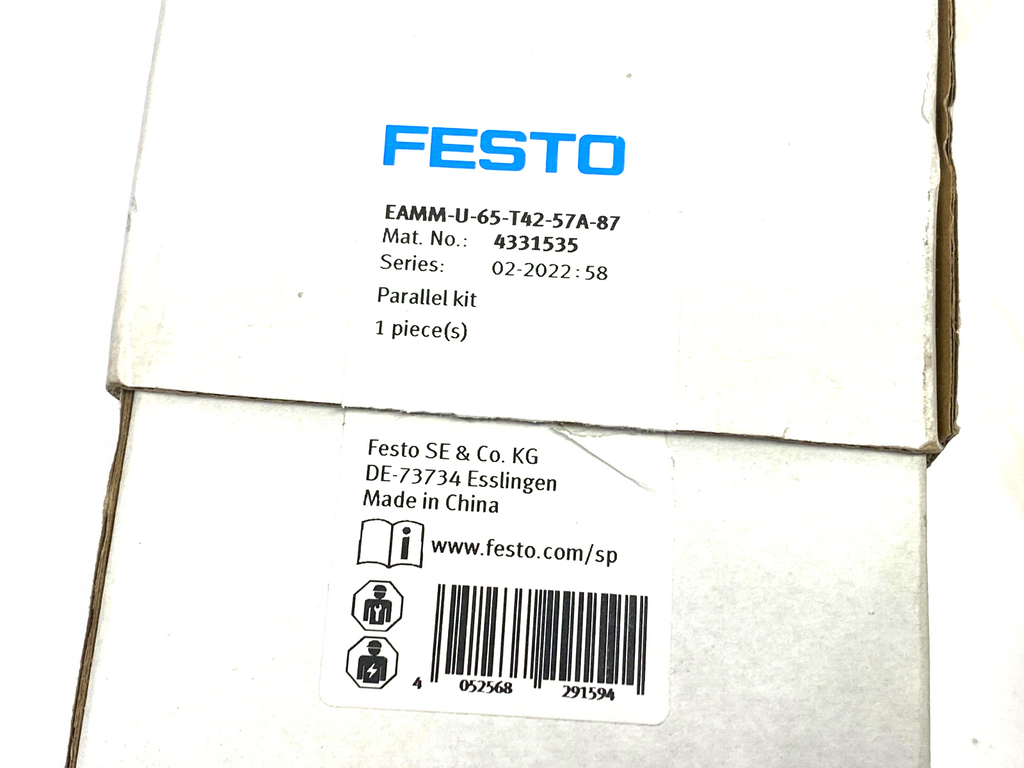 FESTO
EAMM-U-65-T42-57A-87
Mat. No.: 4331535
Series: 02-2022:58
Parallel kit
1 piece(s)
Festo SE & Co. KG
DE-73734 Esslingen
Made in China
www.festo.com/sp
4 052568 291594